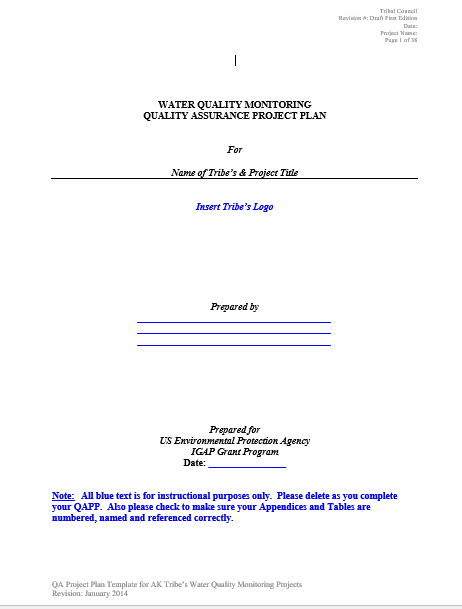 Tribal Council
Revision #: Draft First Edition
Date:
Project Name:
Page 1 of 38
WATER QUALITY MONITORING
QUALITY ASSURANCE PROJECT PLAN
For
Name of Tribe's & Project Title
Insert Tribe's Logo
Prepared by
Prepared for
US Environmental Protection Agency
IGAP Grant Program
Date: _______________
Note: All blue text is for instructional purposes only. Please delete as you complete
your QAPP. Also please check to make sure your Appendices and Tables are
numbered, named and referenced correctly.
QA Project Plan Template for AK Tribe's Water Quality Monitoring Projects
Revision: January 2014